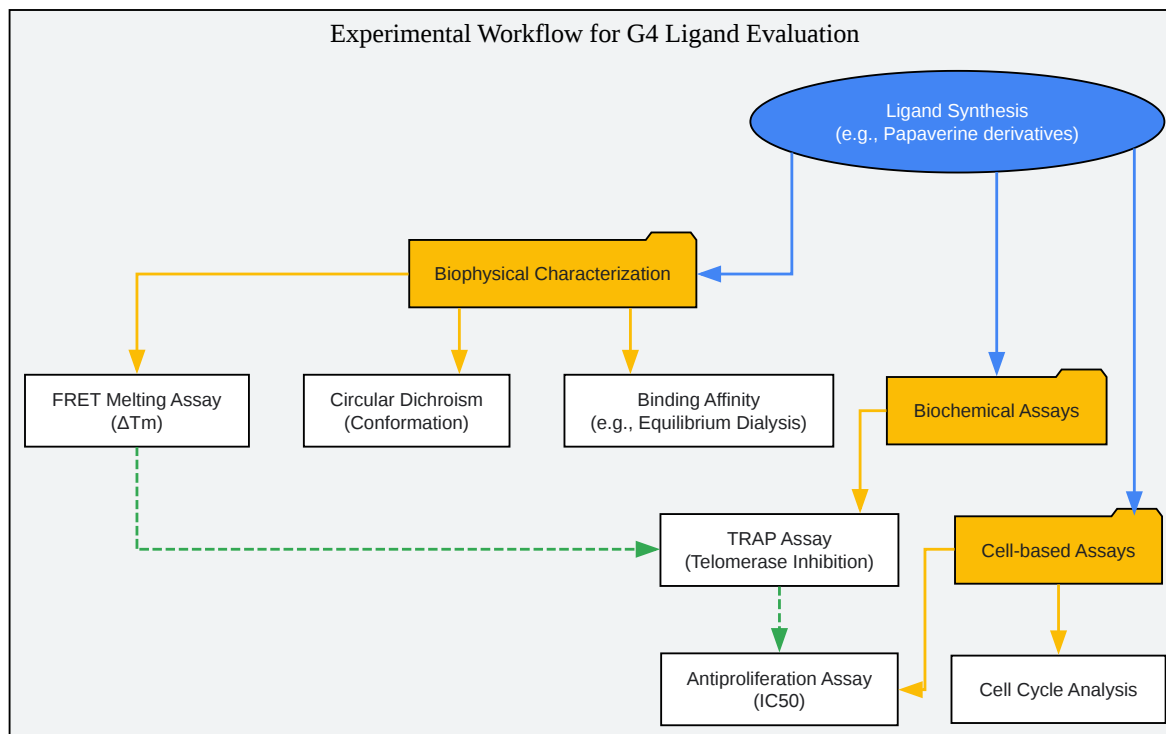 Experimental Workflow for G4 Ligand Evaluation
Ligand Synthesis
(e.g., Papaverine derivatives)
Biophysical Characterization
FRET Melting Assay
(ΔTm)
Circular Dichroism
(Conformation)
Binding Affinity
(e.g., Equilibrium Dialysis)
Biochemical Assays
TRAP Assay
(Telomerase Inhibition)
Cell-based Assays
Antiproliferation Assay
(IC50)
Cell Cycle Analysis